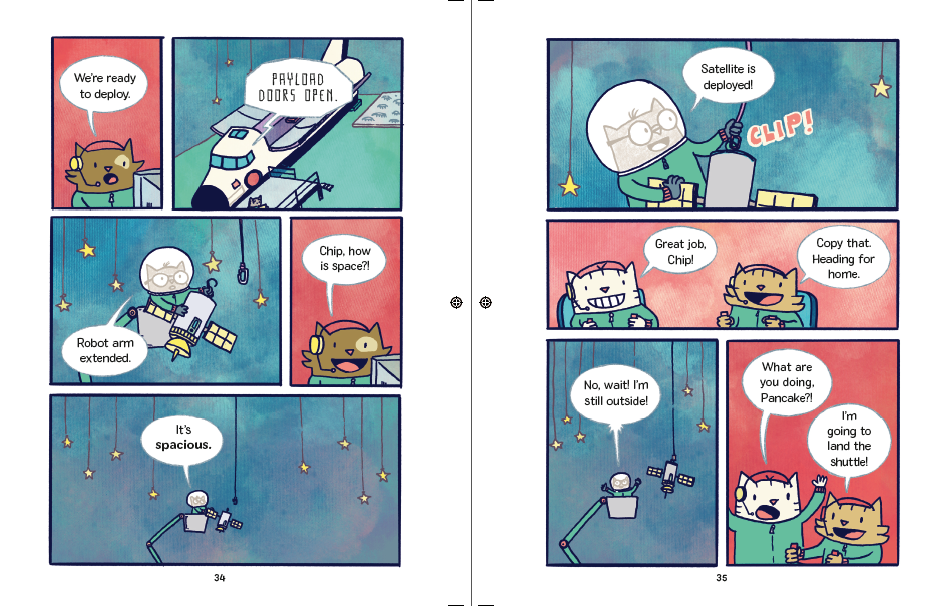 We're ready
to deploy.
PAYLOAD
DOORS OPEN.
Robot arm
extended.
Chip, how
is space?!
It's
spacious.
34
Satellite is
deployed!
CLIP!
Great job,
Chip!
Copy that.
Heading for
home.
No, wait! I'm
still outside!
What are
you doing,
Pancake?!
I'm
going to
land the
shuttle!
35